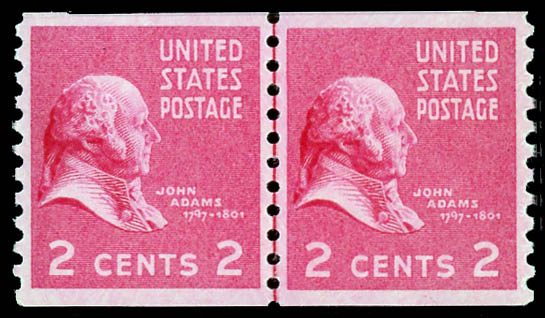 UNITED
STATES
POSTAGE
JOHN
ADAMS
1797-1801
2 CENTS 2
UNITED
STATES
POSTAGE
JOHN
ADAMS
1797-1801
2 CENTS 2